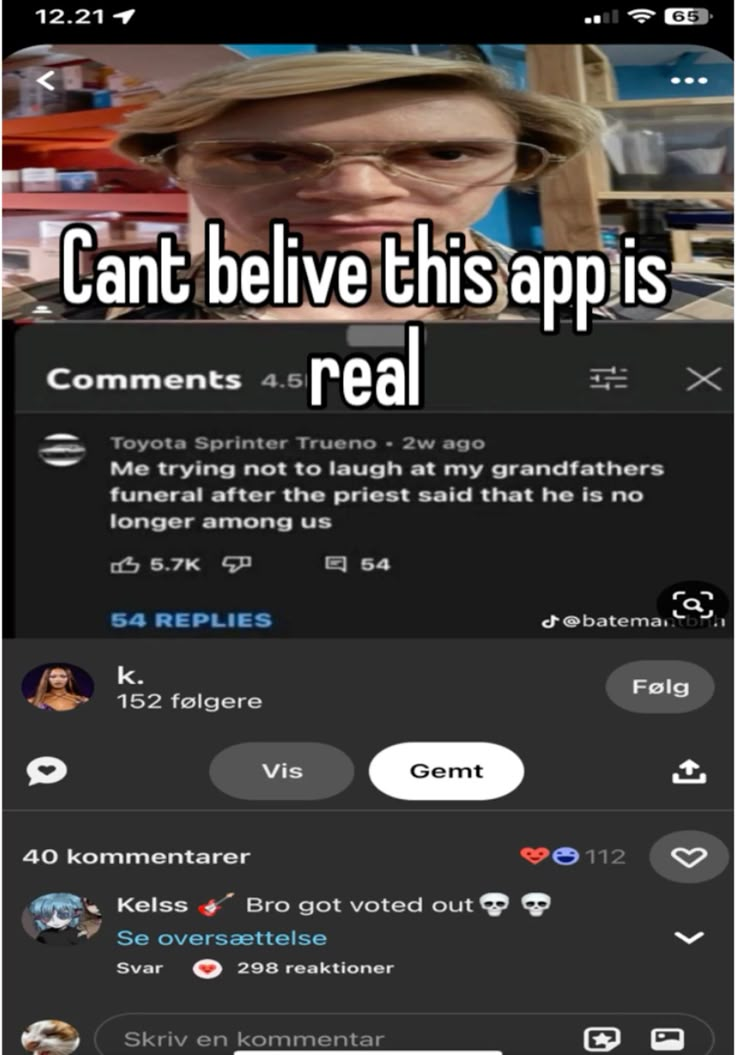 12.21
65
Cant belive this app is
real
Comments 4.5
Toyota Sprinter Trueno • 2w ago
Me trying not to laugh at my grandfathers
funeral after the priest said that he is no
longer among us
5.7K 54
54 REPLIES
k.
152 følgere
Følg
Vis
Gemt
40 kommentarer
112
Kelss 🎸 Bro got voted out💀 💀
Se oversættelse
Svar 298 reaktioner
Skriv en kommentar